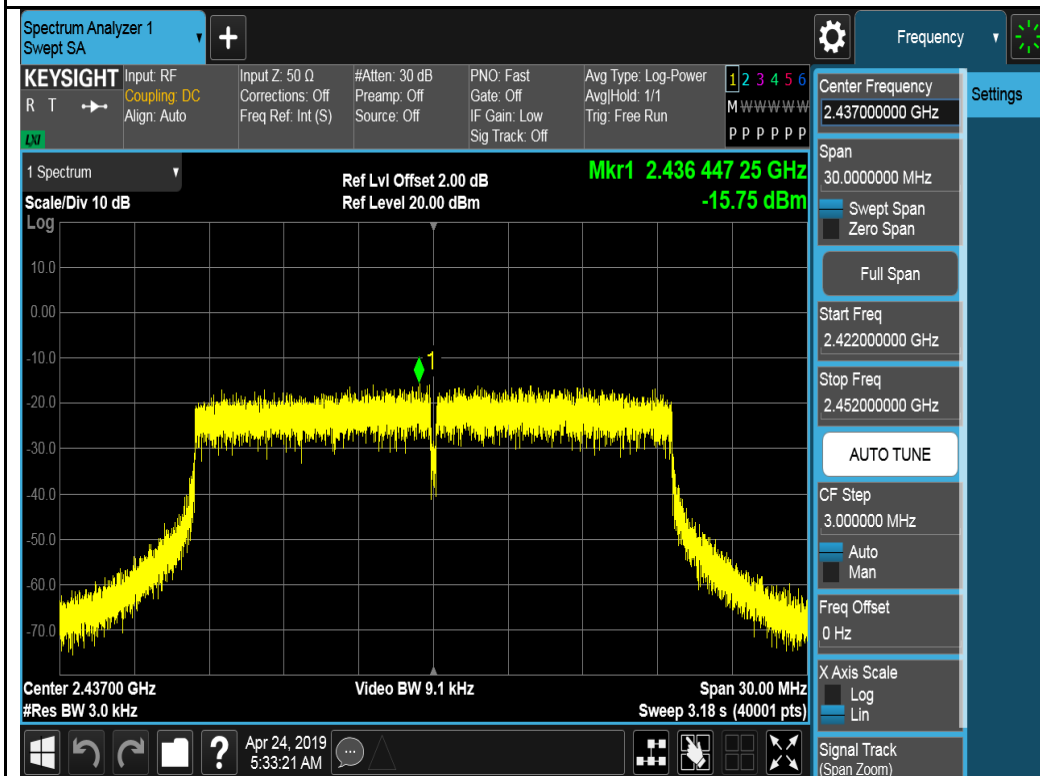 Spectrum Analyzer 1
Swept SA
+
Frequency
KEYSIGHT
R T
LXI
Input: RF
Coupling: DC
Align: Auto
Input Z: 50 Ω
Corrections: Off
Freq Ref: Int (S)
#Atten: 30 dB
Preamp: Off
Source: Off
PNO: Fast
Gate: Off
IF Gain: Low
Sig Track: Off
Avg Type: Log-Power
Avg|Hold: 1/1
Trig: Free Run
1 2 3 4 5 6
M W W W W W
P P P P P P
Center Frequency
2.437000000 GHz
Settings
1 Spectrum
Scale/Div 10 dB
Ref Lvl Offset 2.00 dB
Ref Level 20.00 dBm
Mkr1 2.436 447 25 GHz
-15.75 dBm
Log
10.0
0.00
-10.0
-20.0
-30.0
-40.0
-50.0
-60.0
-70.0
1
Center 2.43700 GHz
#Res BW 3.0 kHz
Video BW 9.1 kHz
Span 30.00 MHz
Sweep 3.18 s (40001 pts)
Span
30.0000000 MHz
Swept Span
Zero Span
Full Span
Start Freq
2.422000000 GHz
Stop Freq
2.452000000 GHz
AUTO TUNE
CF Step
3.000000 MHz
Auto
Man
Freq Offset
0 Hz
X Axis Scale
Log
Lin
Signal Track
(Span Zoom)
?
Apr 24, 2019
5:33:21 AM